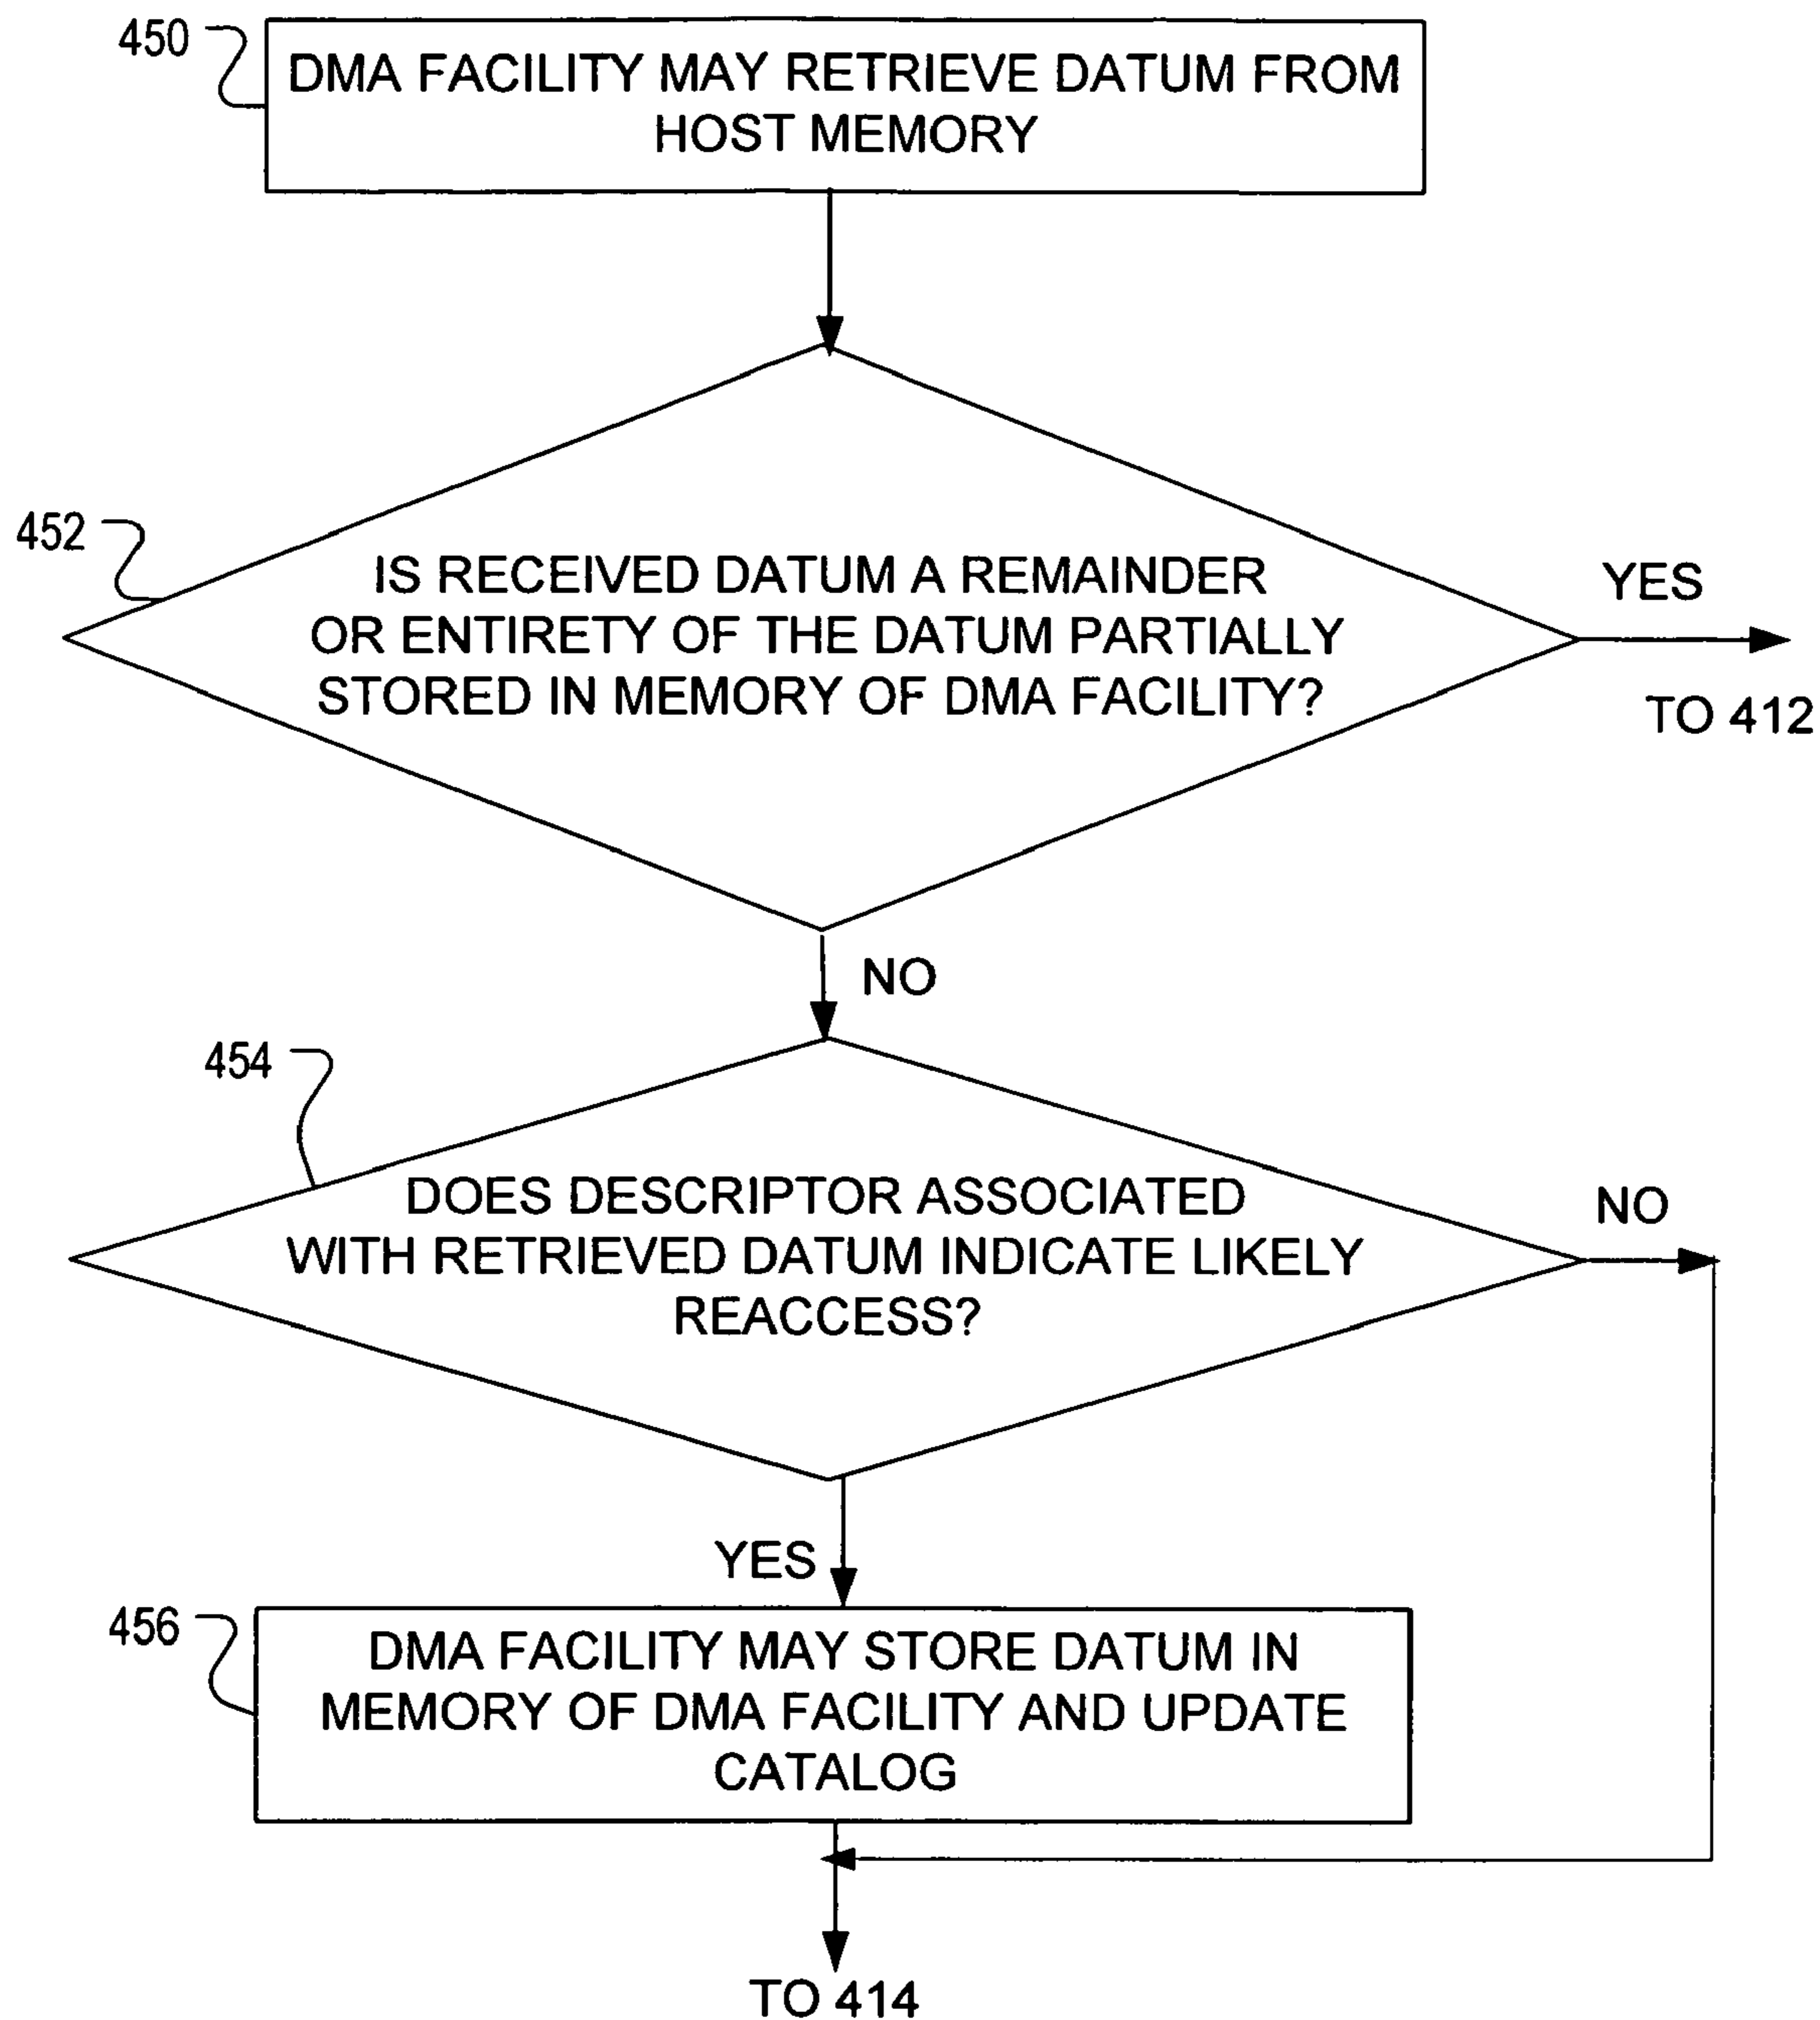 450
DMA FACILITY MAY RETRIEVE DATUM FROM
HOST MEMORY
452
IS RECEIVED DATUM A REMAINDER
OR ENTIRETY OF THE DATUM PARTIALLY
STORED IN MEMORY OF DMA FACILITY?
YES
TO 412
NO
454
DOES DESCRIPTOR ASSOCIATED
WITH RETRIEVED DATUM INDICATE LIKELY
REACCESS?
NO
YES
456
DMA FACILITY MAY STORE DATUM IN
MEMORY OF DMA FACILITY AND UPDATE
CATALOG
TO 414